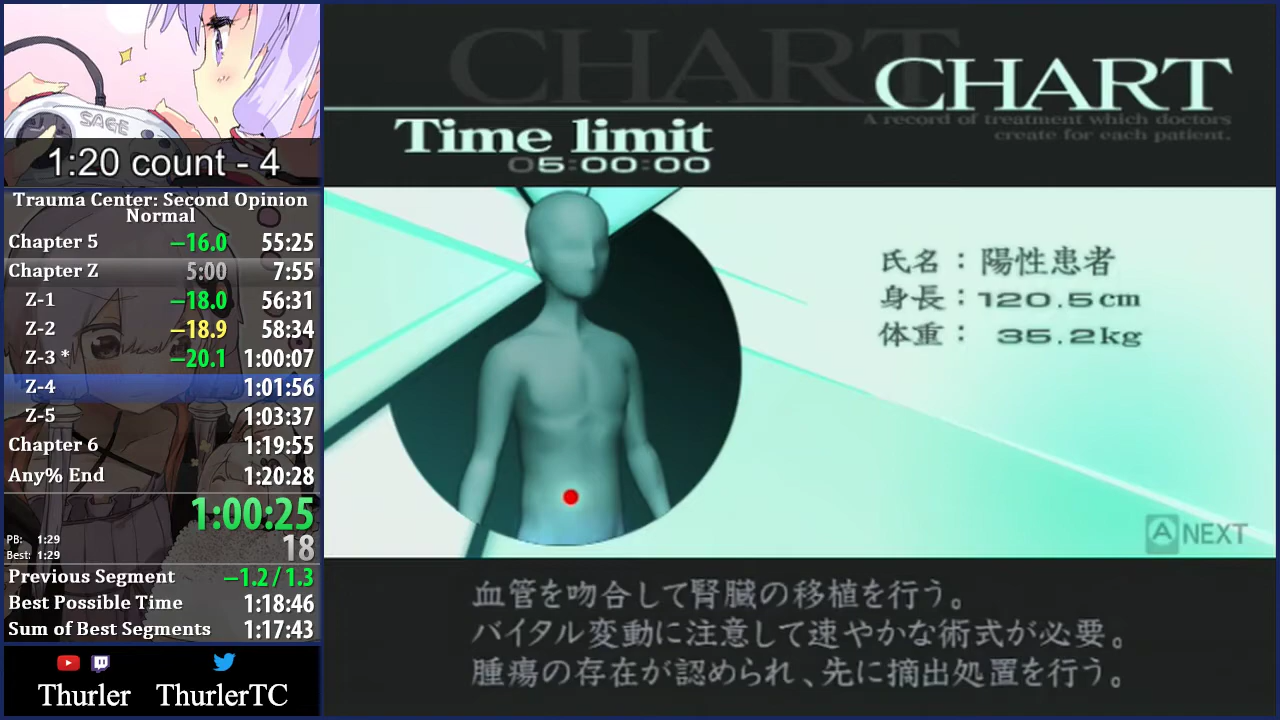 SAGE
1:20 count - 4
Trauma Center: Second Opinion
Normal
Chapter 5 −16.0 55:25
Chapter Z 5:00 7:55
Z-1 −18.0 56:31
Z-2 −18.9 58:34
Z-3 * −20.1 1:00:07
Z-4 1:01:56
Z-5 1:03:37
Chapter 6 1:19:55
Any% End 1:20:28
1:00:25
PB: 1:29
Best: 1:29
18
Previous Segment −1.2 / 1.3
Best Possible Time 1:18:46
Sum of Best Segments 1:17:43
Thurler ThurlerTC
CHART
CHART
A record of treatment which doctors
create for each patient.
Time limit
05:00:00
氏名：陽性患者
身長：120.5cm
体重： 35.2kg
A NEXT
血管を吻合して腎臓の移植を行う。
バイタル変動に注意して速やかな術式が必要。
腫瘍の存在が認められ、先に摘出処置を行う。